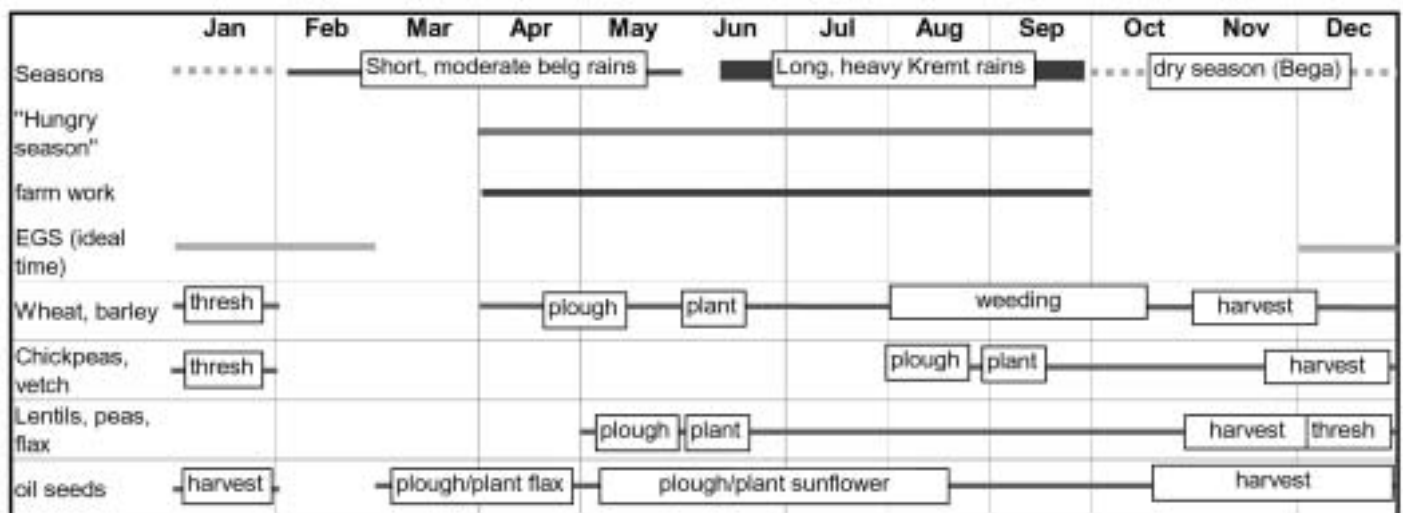 Jan Feb Mar Apr May Jun Jul Aug Sep Oct Nov Dec
Seasons Short, moderate belg rains Long, heavy Kremt rains dry season (Bega)
"Hungry
season"
farm work
EGS (ideal
time)
Wheat, barley thresh plough plant weeding harvest
Chickpeas,
vetch thresh plough plant harvest
Lentils, peas,
flax plough plant harvest thresh
oil seeds harvest plough/plant flax plough/plant sunflower harvest